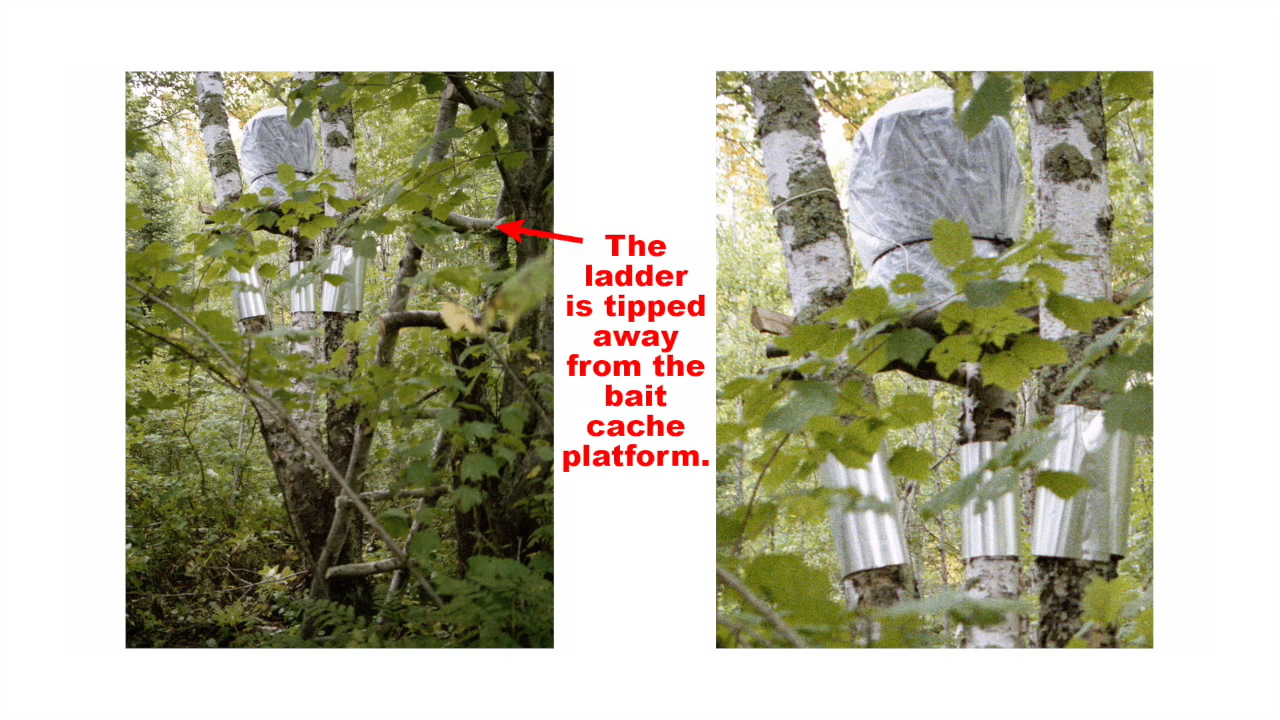 The
ladder
is tipped
away
from the
bait
cache
platform.